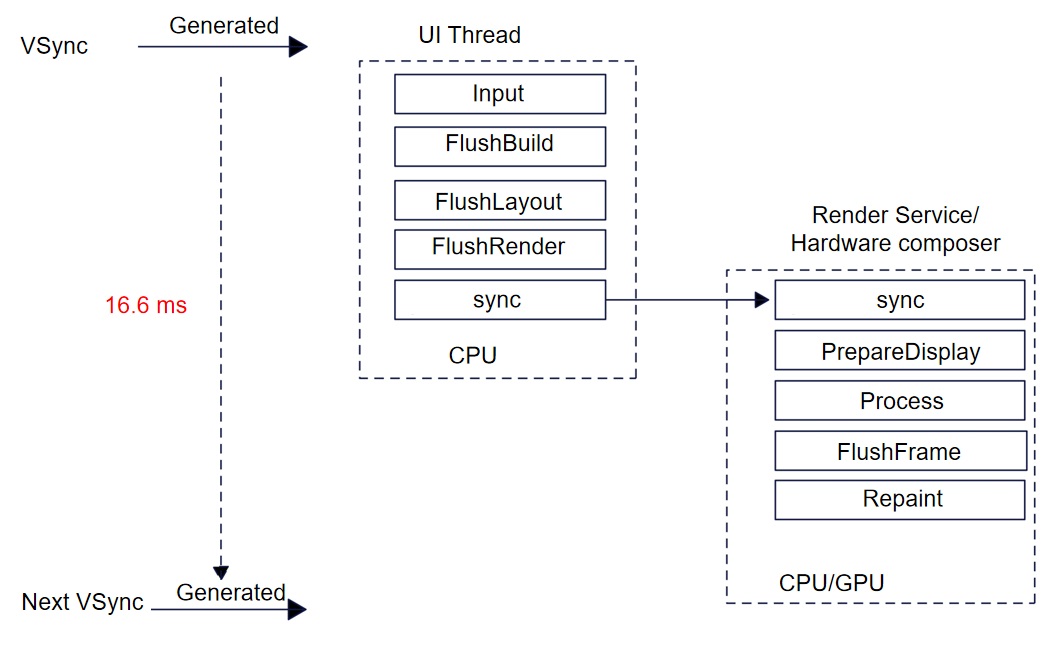 VSync
Generated
UI Thread
Input
FlushBuild
FlushLayout
FlushRender
sync
CPU
16.6 ms
Render Service/
Hardware composer
sync
PrepareDisplay
Process
FlushFrame
Repaint
CPU/GPU
Next VSync
Generated